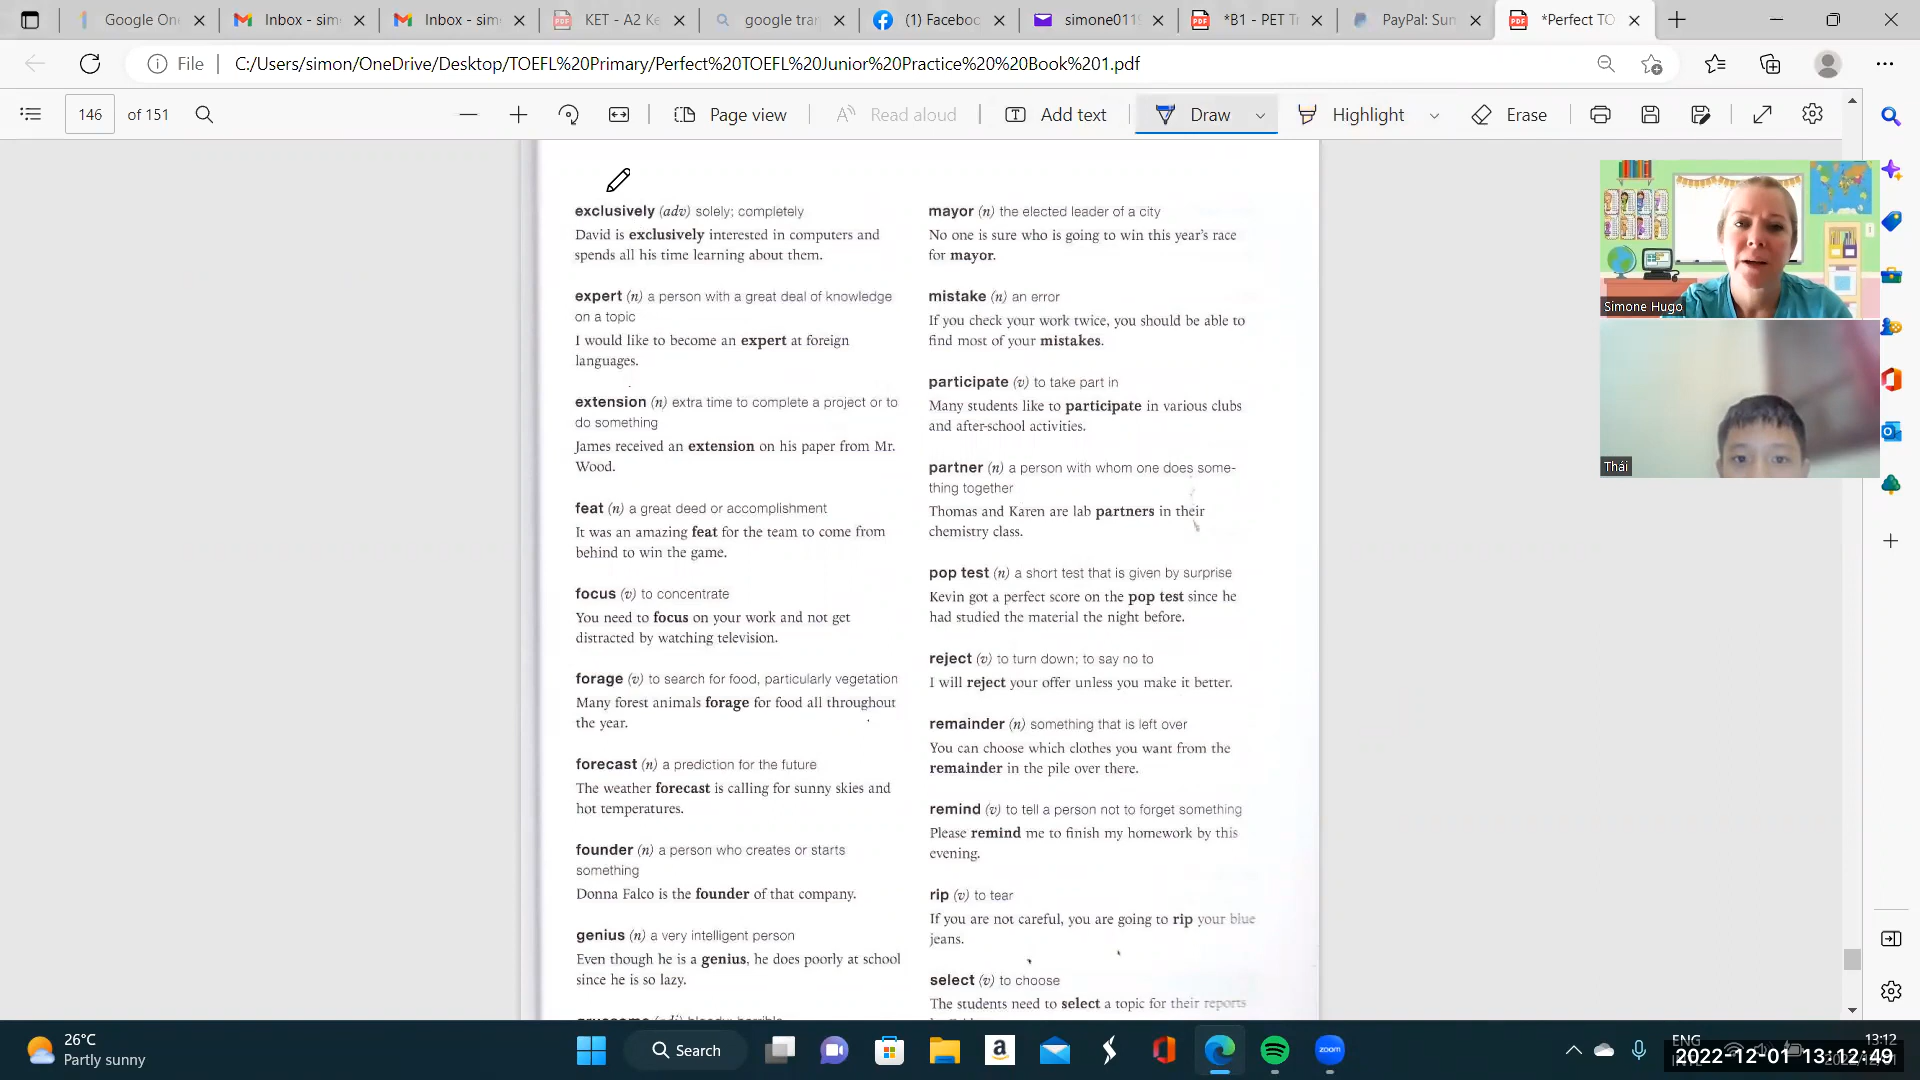 Google On
Inbox - sim
Inbox - sim
KET - A2 Ke
google tran
(1) Faceboo
simone011
*B1 - PET T
PayPal: Sun
*Perfect TO
File
C:/Users/simon/OneDrive/Desktop/TOEFL%20Primary/Perfect%20TOEFL%20Junior%20Practice%20%20Book%201.pdf
146 of 151
Page view
Read aloud
Add text
Draw
Highlight
Erase
exclusively (adv) solely; completely
David is exclusively interested in computers and
spends all his time learning about them.
expert (n) a person with a great deal of knowledge
on a topic
I would like to become an expert at foreign
languages.
extension (n) extra time to complete a project or to
do something
James received an extension on his paper from Mr.
Wood.
feat (n) a great deed or accomplishment
It was an amazing feat for the team to come from
behind to win the game.
focus (v) to concentrate
You need to focus on your work and not get
distracted by watching television.
forage (v) to search for food, particularly vegetation
Many forest animals forage for food all throughout
the year.
forecast (n) a prediction for the future
The weather forecast is calling for sunny skies and
hot temperatures.
founder (n) a person who creates or starts
something
Donna Falco is the founder of that company.
genius (n) a very intelligent person
Even though he is a genius, he does poorly at school
since he is so lazy.
mayor (n) the elected leader of a city
No one is sure who is going to win this year's race
for mayor.
mistake (n) an error
If you check your work twice, you should be able to
find most of your mistakes.
participate (v) to take part in
Many students like to participate in various clubs
and after-school activities.
partner (n) a person with whom one does some-
thing together
Thomas and Karen are lab partners in their
chemistry class.
pop test (n) a short test that is given by surprise
Kevin got a perfect score on the pop test since he
had studied the material the night before.
reject (v) to turn down; to say no to
I will reject your offer unless you make it better.
remainder (n) something that is left over
You can choose which clothes you want from the
remainder in the pile over there.
remind (v) to tell a person not to forget something
Please remind me to finish my homework by this
evening.
rip (v) to tear
If you are not careful, you are going to rip your blue
jeans.
select (v) to choose
The students need to select a topic for their reports
Simone Hugo
Thái
26°C
Partly sunny
Search
zoom
ENG
13:12
2022-12-01 13:12:49